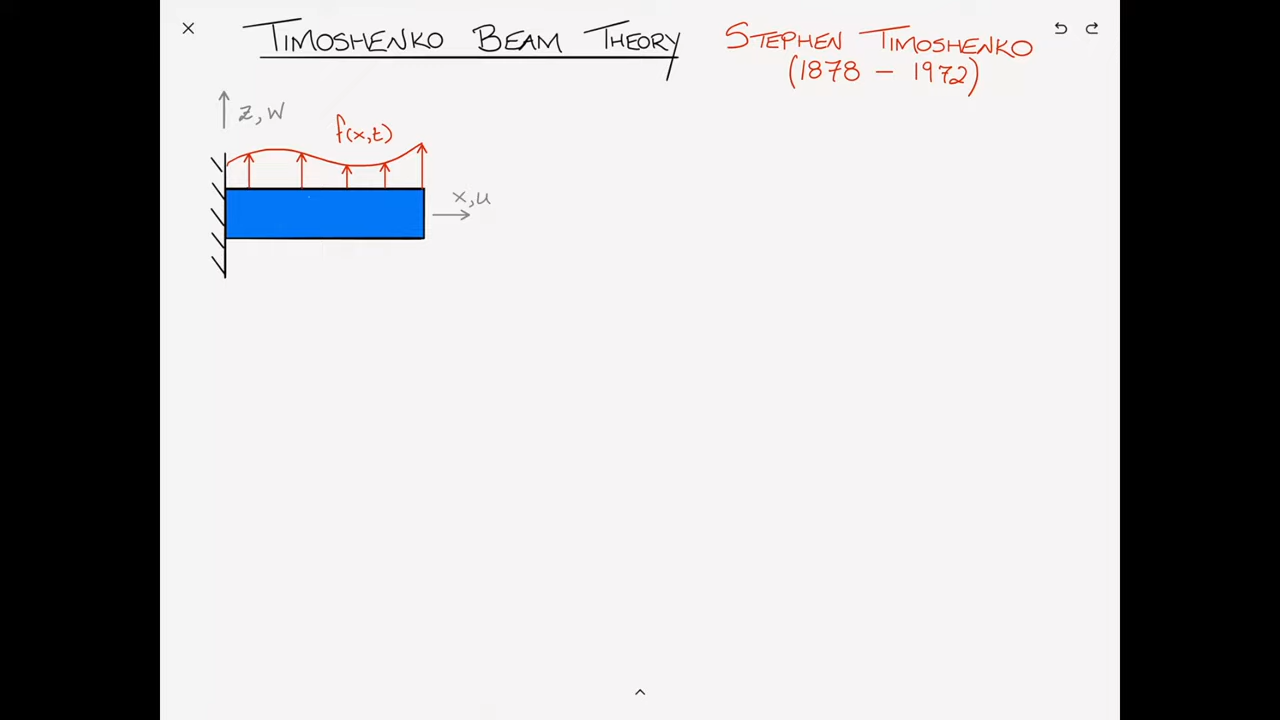 TIMOSHENKO BEAM THEORY
STEPHEN TIMOSHENKO
(1878 - 1972)
z, w
f(x,t)
x, u